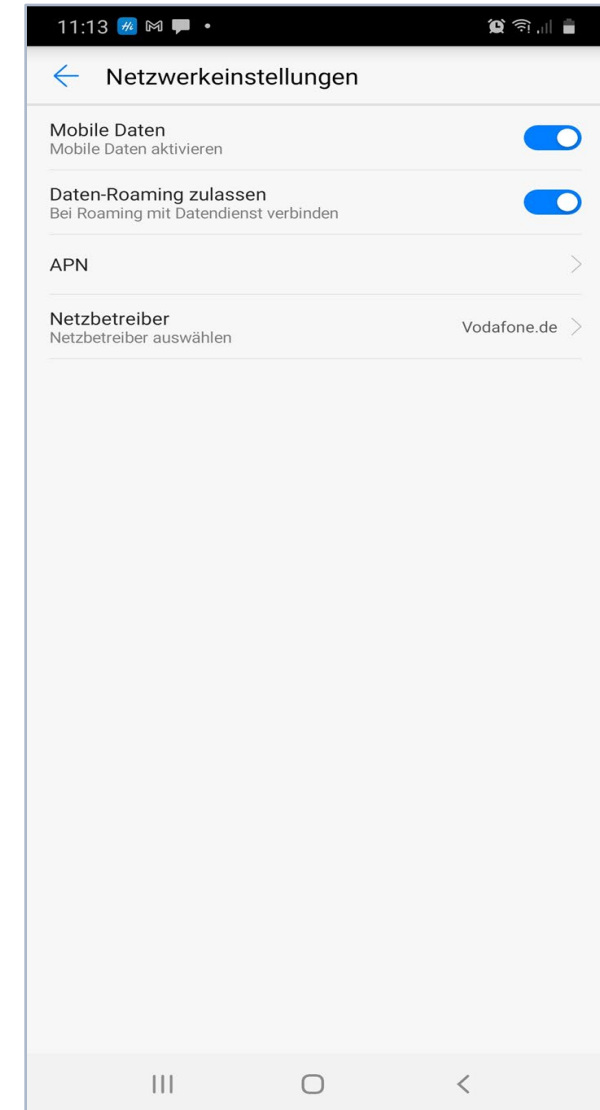 11:13
Netzwerkeinstellungen
Mobile Daten
Mobile Daten aktivieren
Daten-Roaming zulassen
Bei Roaming mit Datendienst verbinden
APN
Netzbetreiber
Netzbetreiber auswählen
Vodafone.de